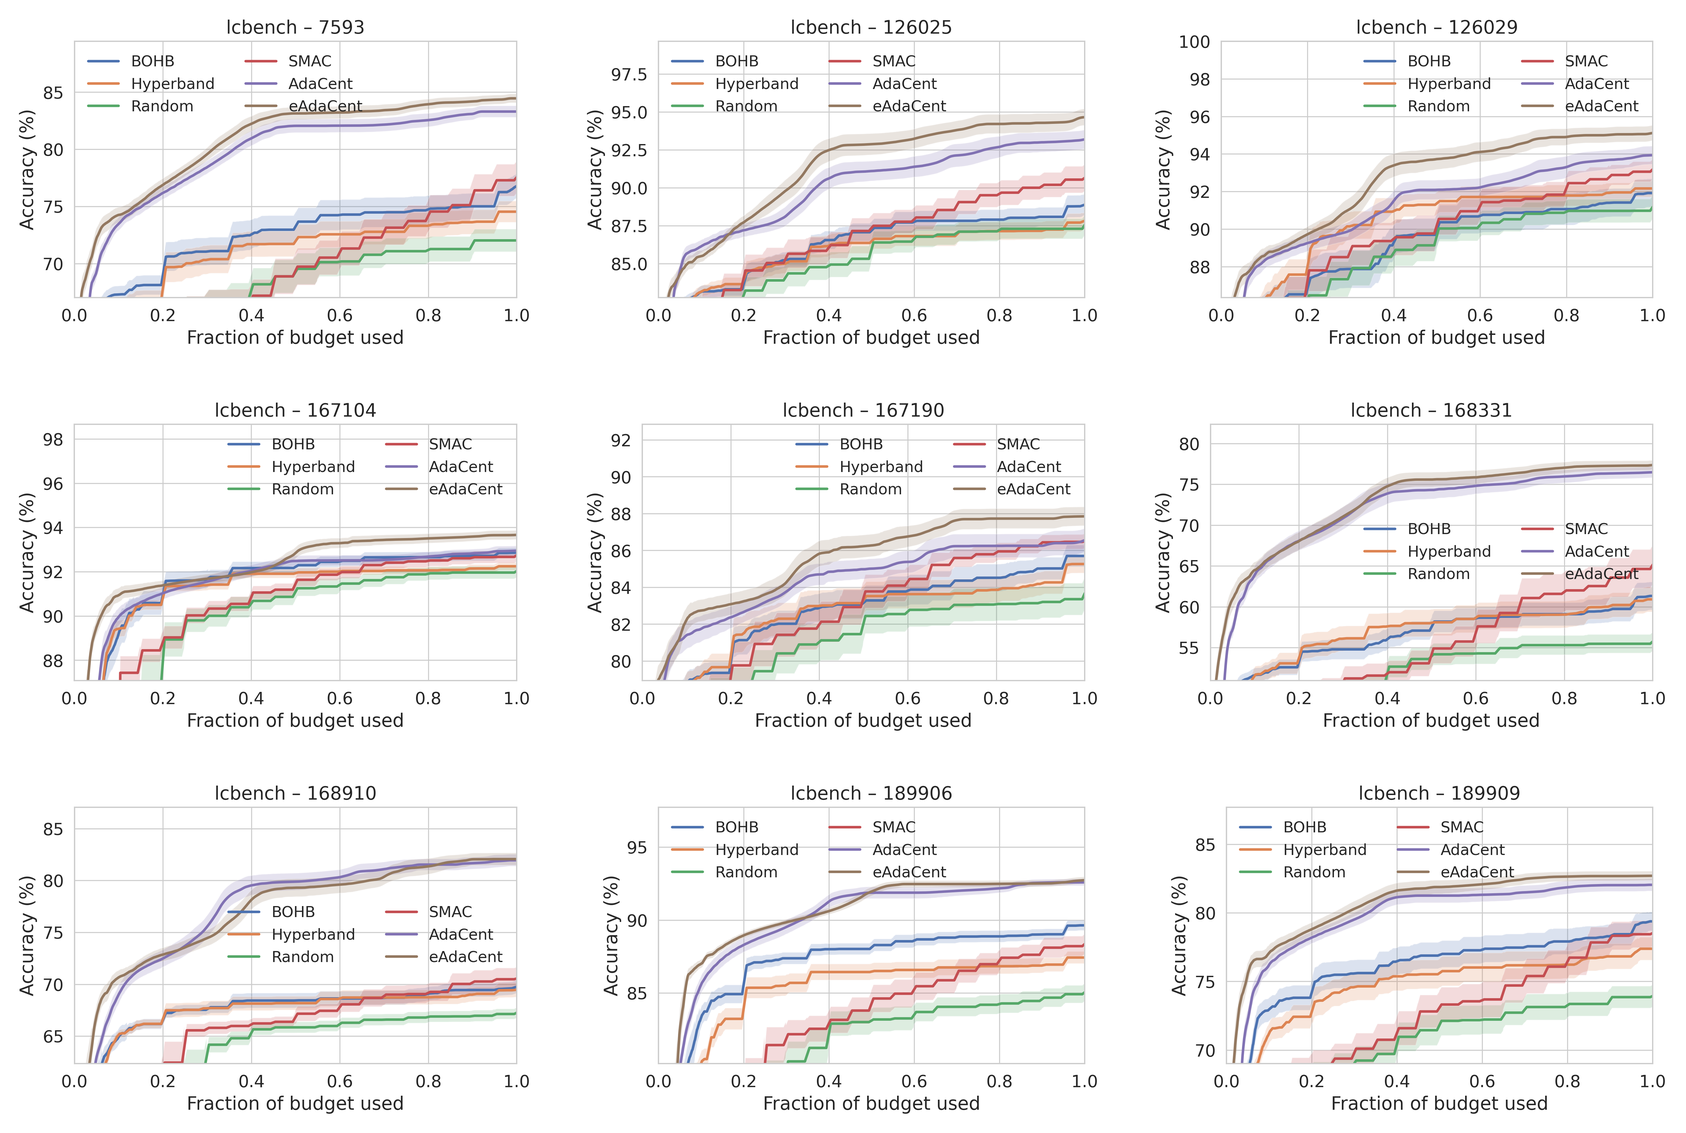 lcbench – 7593
BOHB
Hyperband
Random
SMAC
AdaCent
eAdaCent
Accuracy (%)
85
80
75
70
0.0 0.2 0.4 0.6 0.8 1.0
Fraction of budget used
lcbench – 126025
BOHB
Hyperband
Random
SMAC
AdaCent
eAdaCent
Accuracy (%)
97.5
95.0
92.5
90.0
87.5
85.0
0.0 0.2 0.4 0.6 0.8 1.0
Fraction of budget used
lcbench – 126029
BOHB
Hyperband
Random
SMAC
AdaCent
eAdaCent
Accuracy (%)
100
98
96
94
92
90
88
0.0 0.2 0.4 0.6 0.8 1.0
Fraction of budget used
lcbench – 167104
BOHB
Hyperband
Random
SMAC
AdaCent
eAdaCent
Accuracy (%)
98
96
94
92
90
88
0.0 0.2 0.4 0.6 0.8 1.0
Fraction of budget used
lcbench – 167190
BOHB
Hyperband
Random
SMAC
AdaCent
eAdaCent
Accuracy (%)
92
90
88
86
84
82
80
0.0 0.2 0.4 0.6 0.8 1.0
Fraction of budget used
lcbench – 168331
BOHB
Hyperband
Random
SMAC
AdaCent
eAdaCent
Accuracy (%)
80
75
70
65
60
55
0.0 0.2 0.4 0.6 0.8 1.0
Fraction of budget used
lcbench – 168910
BOHB
Hyperband
Random
SMAC
AdaCent
eAdaCent
Accuracy (%)
85
80
75
70
65
0.0 0.2 0.4 0.6 0.8 1.0
Fraction of budget used
lcbench – 189906
BOHB
Hyperband
Random
SMAC
AdaCent
eAdaCent
Accuracy (%)
95
90
85
0.0 0.2 0.4 0.6 0.8 1.0
Fraction of budget used
lcbench – 189909
BOHB
Hyperband
Random
SMAC
AdaCent
eAdaCent
Accuracy (%)
85
80
75
70
0.0 0.2 0.4 0.6 0.8 1.0
Fraction of budget used